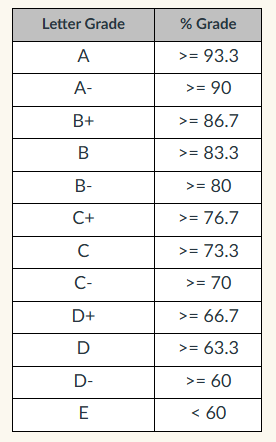 Letter Grade % Grade
A >= 93.3
A- >= 90
B+ >= 86.7
B >= 83.3
B- >= 80
C+ >= 76.7
C >= 73.3
C- >= 70
D+ >= 66.7
D >= 63.3
D- >= 60
E < 60